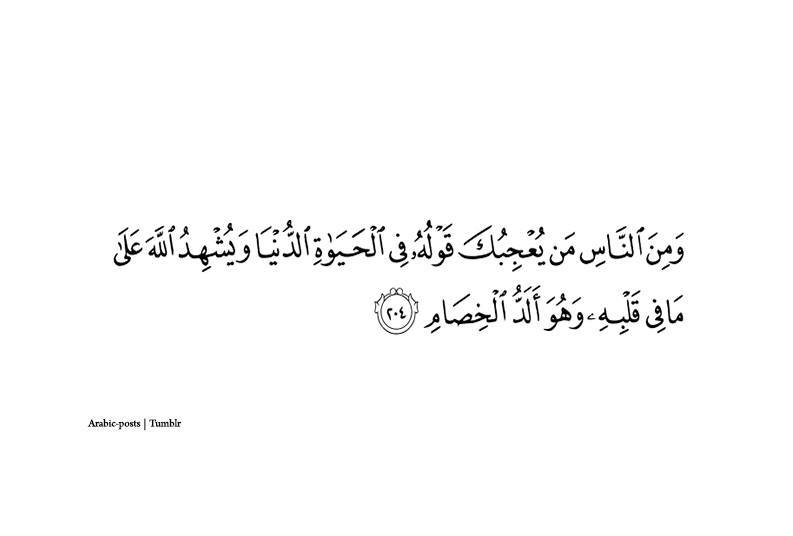 وَمِنَ ٱلنَّاسِ مَن يُعْجِبُكَ قَوْلُهُۥ فِى ٱلْحَيَوٰةِ ٱلدُّنْيَا وَيُشْهِدُ ٱللَّهَ عَلَىٰ
مَا فِى قَلْبِهِۦ وَهُوَ أَلَدُّ ٱلْخِصَامِ ٢٠٤
Arabic-posts | Tumblr